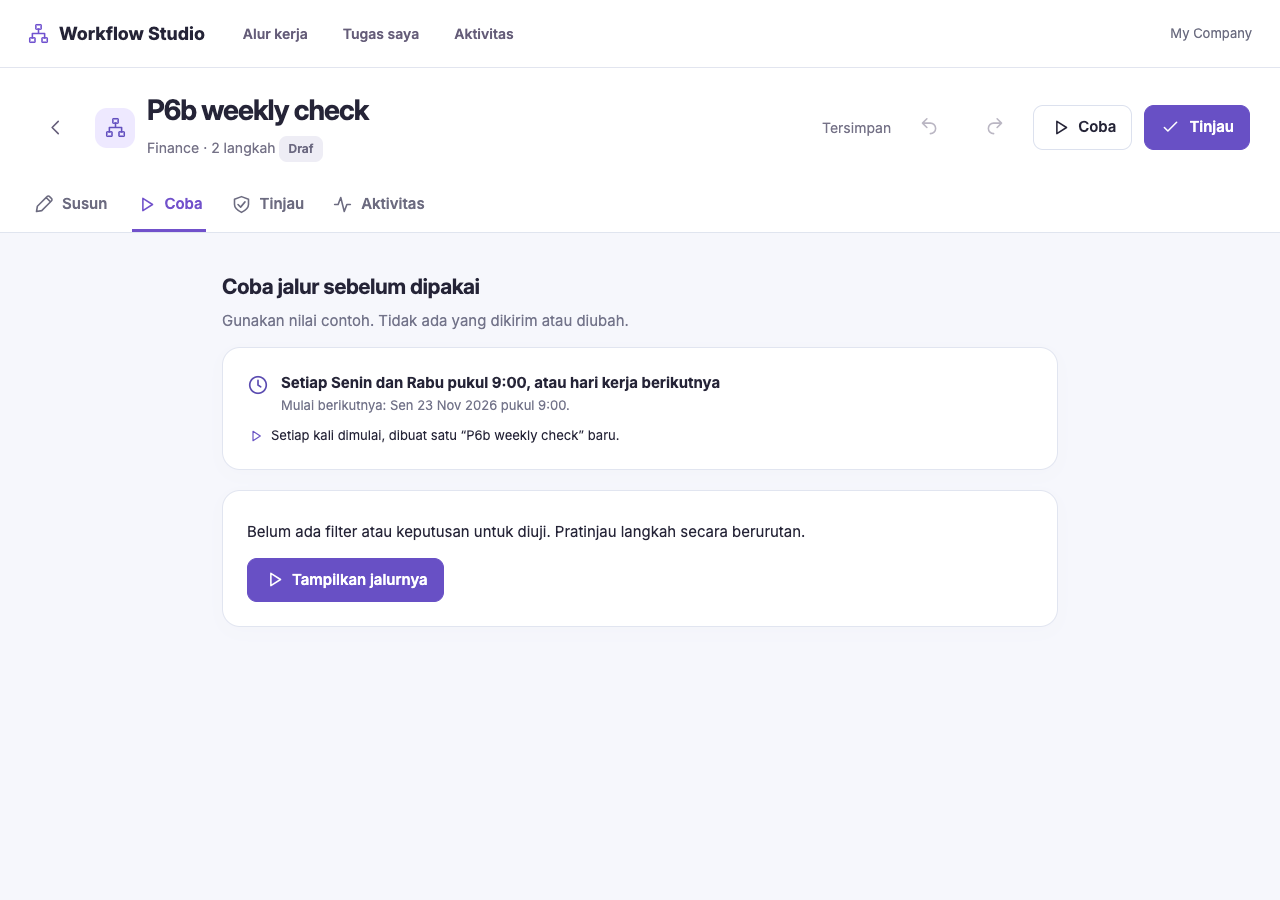 Workflow Studio
Alur kerja
Tugas saya
Aktivitas
My Company
P6b weekly check
Finance · 2 langkah Draf
Tersimpan
Coba
Tinjau
Susun
Coba
Tinjau
Aktivitas
Coba jalur sebelum dipakai
Gunakan nilai contoh. Tidak ada yang dikirim atau diubah.
Setiap Senin dan Rabu pukul 9:00, atau hari kerja berikutnya
Mulai berikutnya: Sen 23 Nov 2026 pukul 9:00.
Setiap kali dimulai, dibuat satu “P6b weekly check” baru.
Belum ada filter atau keputusan untuk diuji. Pratinjau langkah secara berurutan.
Tampilkan jalurnya